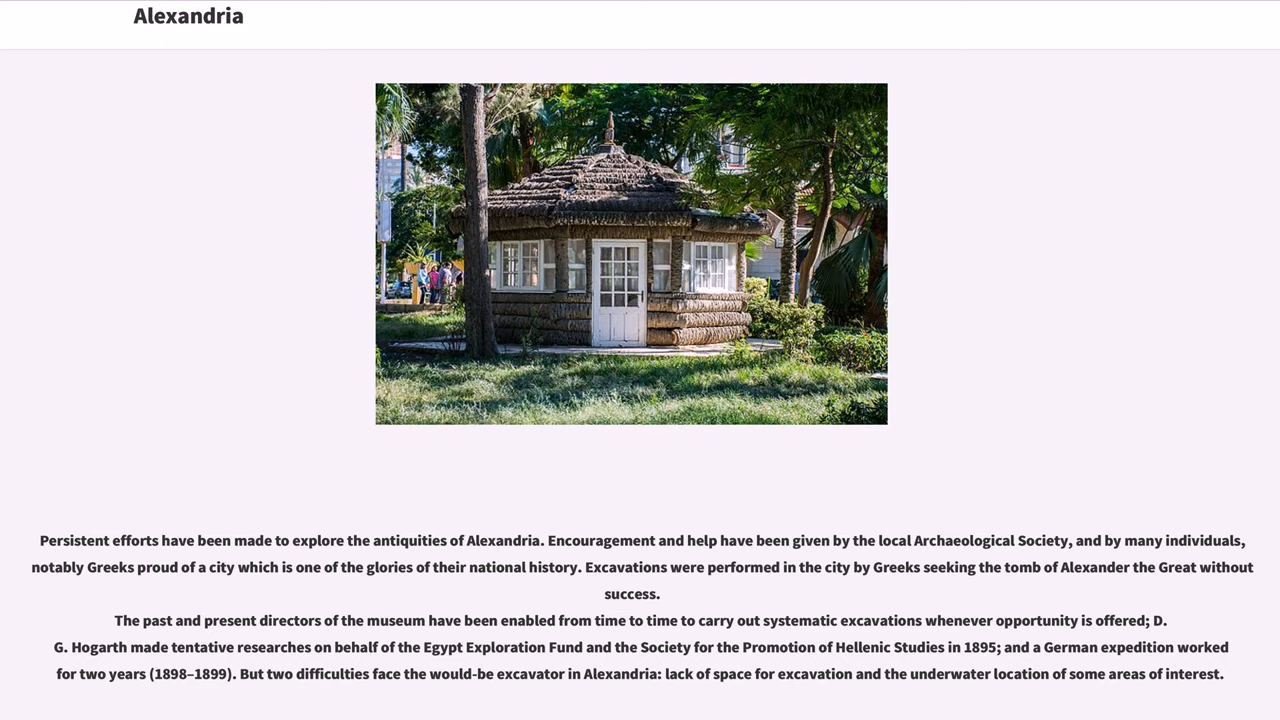 Alexandria
Persistent efforts have been made to explore the antiquities of Alexandria. Encouragement and help have been given by the local Archaeological Society, and by many individuals,
notably Greeks proud of a city which is one of the glories of their national history. Excavations were performed in the city by Greeks seeking the tomb of Alexander the Great without
success.
The past and present directors of the museum have been enabled from time to time to carry out systematic excavations whenever opportunity is offered; D.
G. Hogarth made tentative researches on behalf of the Egypt Exploration Fund and the Society for the Promotion of Hellenic Studies in 1895; and a German expedition worked
for two years (1898–1899). But two difficulties face the would-be excavator in Alexandria: lack of space for excavation and the underwater location of some areas of interest.